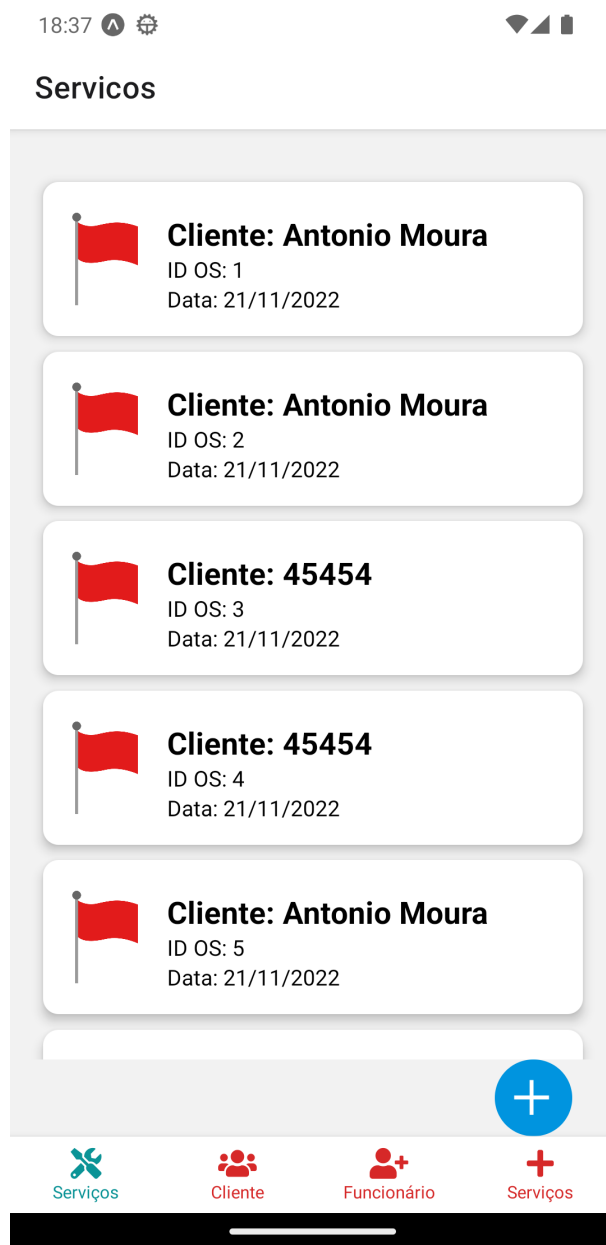 18:37
Servicos
Cliente: Antonio Moura
ID OS: 1
Data: 21/11/2022
Cliente: Antonio Moura
ID OS: 2
Data: 21/11/2022
Cliente: 45454
ID OS: 3
Data: 21/11/2022
Cliente: 45454
ID OS: 4
Data: 21/11/2022
Cliente: Antonio Moura
ID OS: 5
Data: 21/11/2022
Serviços Cliente Funcionário Serviços